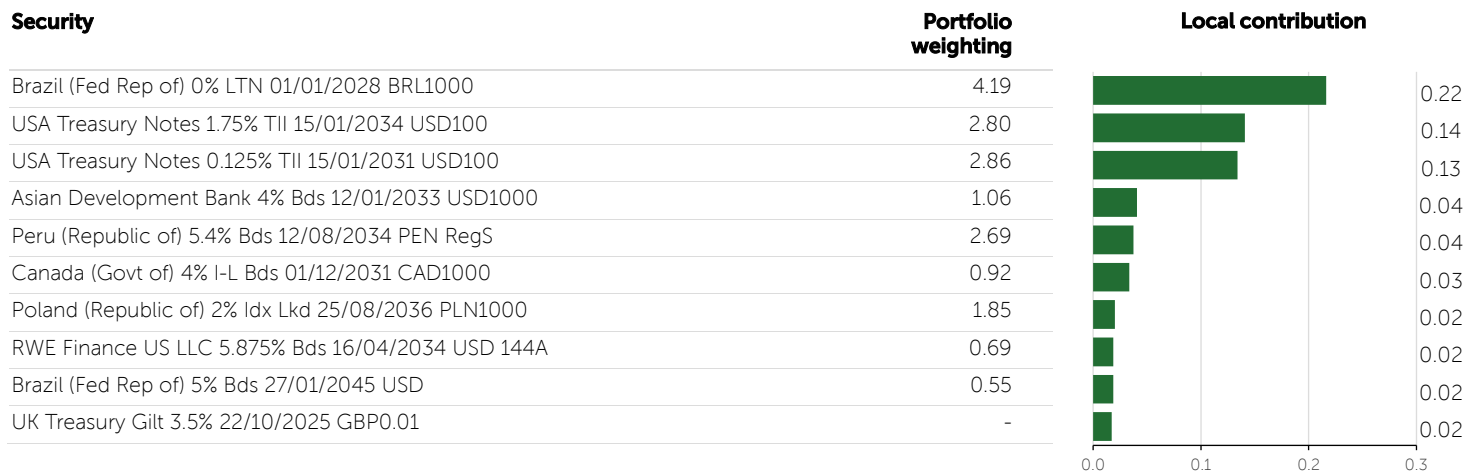 Security Portfolio weighting Local contribution
Brazil (Fed Rep of) 0% LTN 01/01/2028 BRL1000 4.19 0.22
USA Treasury Notes 1.75% TII 15/01/2034 USD100 2.80 0.14
USA Treasury Notes 0.125% TII 15/01/2031 USD100 2.86 0.13
Asian Development Bank 4% Bds 12/01/2033 USD1000 1.06 0.04
Peru (Republic of) 5.4% Bds 12/08/2034 PEN RegS 2.69 0.04
Canada (Govt of) 4% I-L Bds 01/12/2031 CAD1000 0.92 0.03
Poland (Republic of) 2% Idx Lkd 25/08/2036 PLN1000 1.85 0.02
RWE Finance US LLC 5.875% Bds 16/04/2034 USD 144A 0.69 0.02
Brazil (Fed Rep of) 5% Bds 27/01/2045 USD 0.55 0.02
UK Treasury Gilt 3.5% 22/10/2025 GBP0.01 - 0.02
0.0 0.1 0.2 0.3